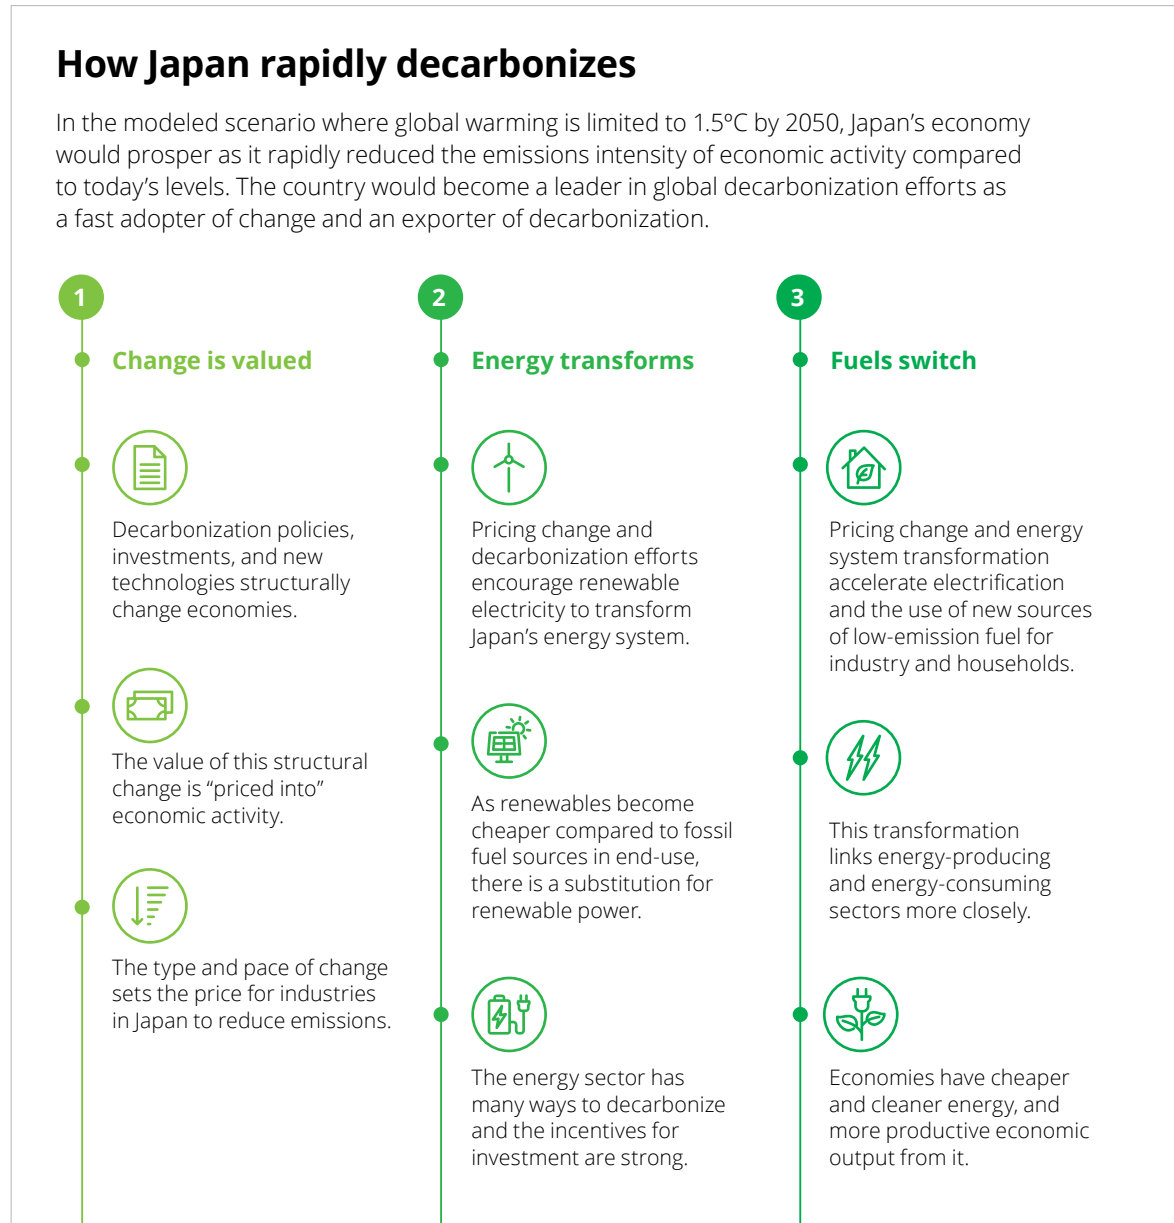 How Japan rapidly decarbonizes
In the modeled scenario where global warming is limited to 1.5ºC by 2050, Japan’s economy
would prosper as it rapidly reduced the emissions intensity of economic activity compared
to today’s levels. The country would become a leader in global decarbonization efforts as
a fast adopter of change and an exporter of decarbonization.
1
Change is valued
Decarbonization policies,
investments, and new
technologies structurally
change economies.
The value of this structural
change is “priced into”
economic activity.
The type and pace of change
sets the price for industries
in Japan to reduce emissions.
2
Energy transforms
Pricing change and
decarbonization efforts
encourage renewable
electricity to transform
Japan’s energy system.
As renewables become
cheaper compared to fossil
fuel sources in end-use,
there is a substitution for
renewable power.
The energy sector has
many ways to decarbonize
and the incentives for
investment are strong.
3
Fuels switch
Pricing change and energy
system transformation
accelerate electrification
and the use of new sources
of low-emission fuel for
industry and households.
This transformation
links energy-producing
and energy-consuming
sectors more closely.
Economies have cheaper
and cleaner energy, and
more productive economic
output from it.